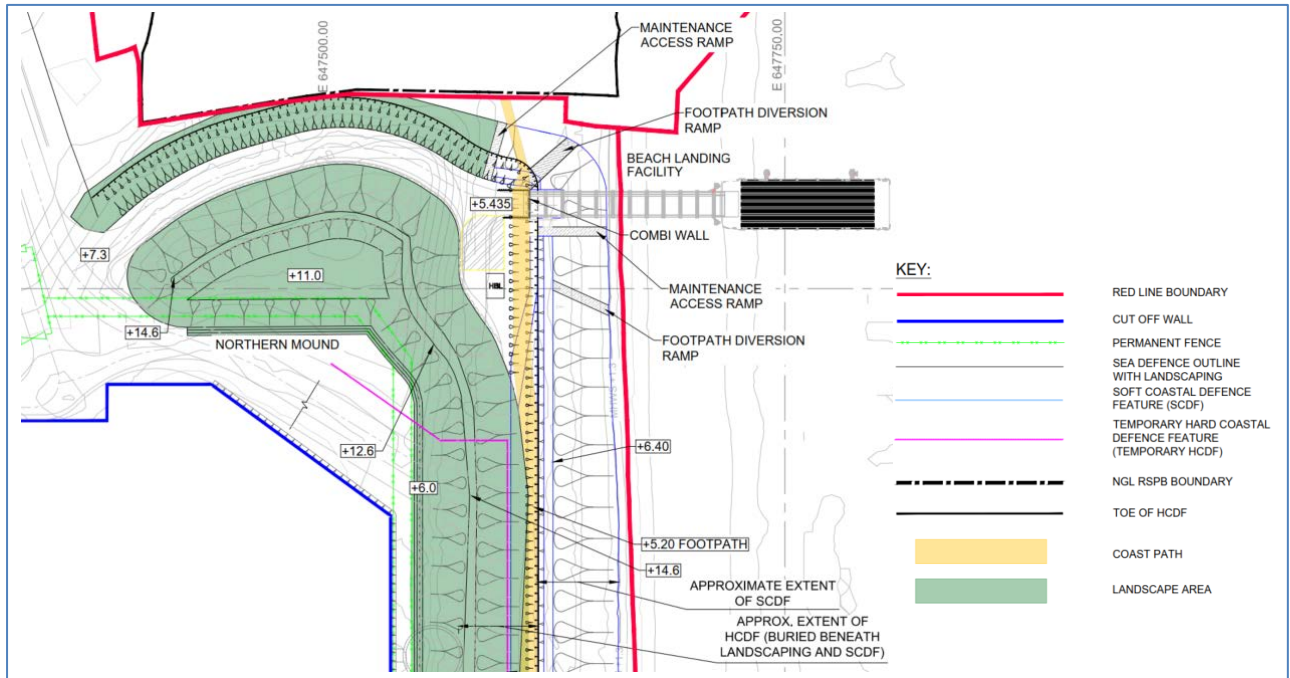 E 647500.00
E 647750.00
MAINTENANCE
ACCESS RAMP
FOOTPATH DIVERSION
RAMP
BEACH LANDING
FACILITY
+5.435
COMBI WALL
+7.3
+11.0
HBL
MAINTENANCE
ACCESS RAMP
+14.6
NORTHERN MOUND
FOOTPATH DIVERSION
RAMP
+12.6
+6.40
+6.0
+5.20 FOOTPATH
+14.6
APPROXIMATE EXTENT
OF SCDF
APPROX. EXTENT OF
HCDF (BURIED BENEATH
LANDSCAPING AND SCDF)
KEY:
RED LINE BOUNDARY
CUT OFF WALL
PERMANENT FENCE
SEA DEFENCE OUTLINE
WITH LANDSCAPING
SOFT COASTAL DEFENCE
FEATURE (SCDF)
TEMPORARY HARD COASTAL
DEFENCE FEATURE
(TEMPORARY HCDF)
NGL RSPB BOUNDARY
TOE OF HCDF
COAST PATH
LANDSCAPE AREA